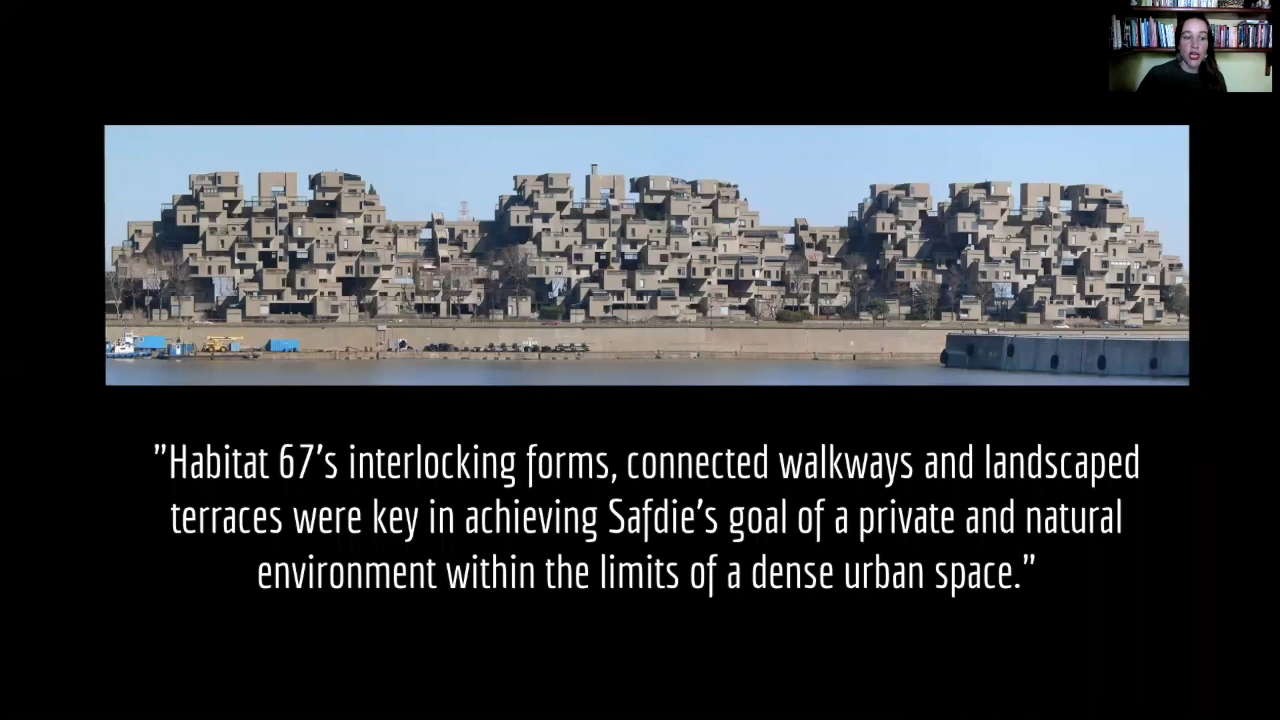 ”Habitat 67’s interlocking forms, connected walkways and landscaped
terraces were key in achieving Safdie’s goal of a private and natural
environment within the limits of a dense urban space.”